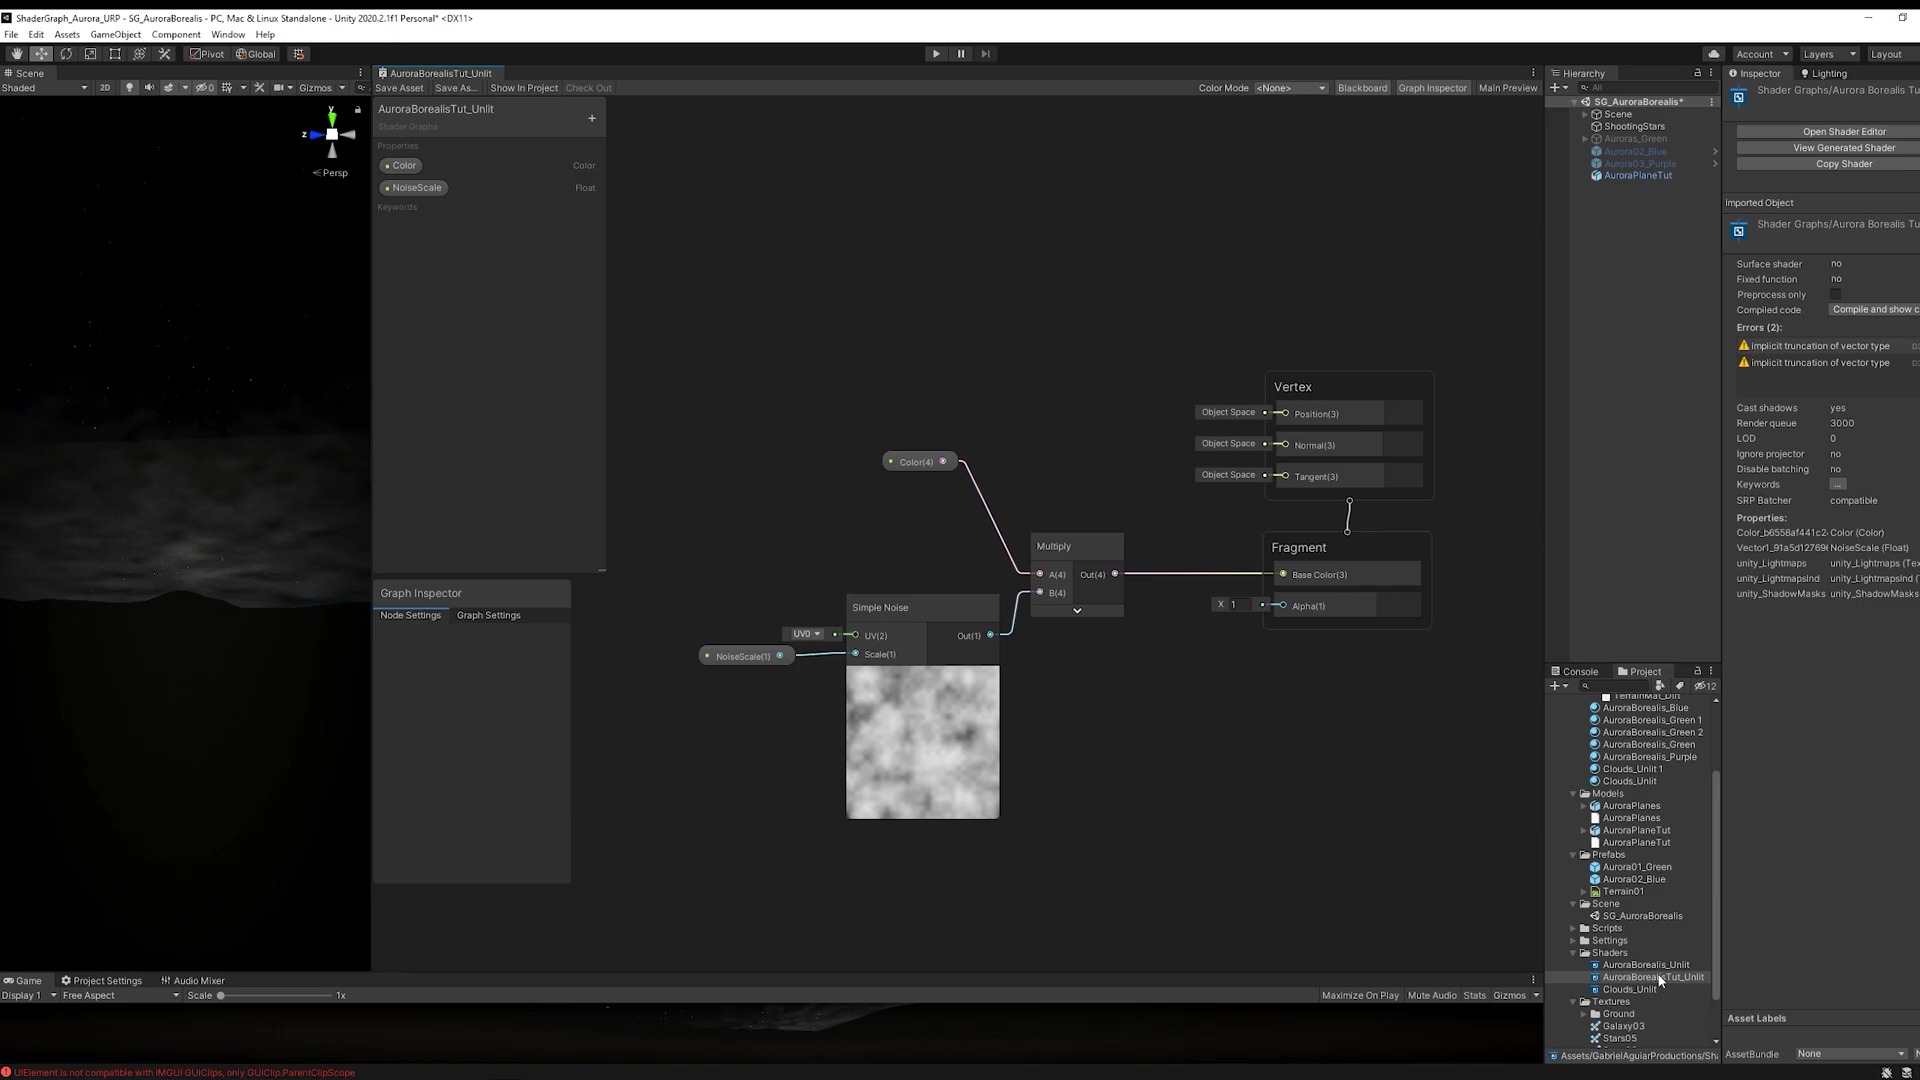 ShaderGraph_Aurora_URP - SG_AuroraBorealis - PC, Mac & Linux Standalone - Unity 2020.2.1f1 Personal* <DX11>
File Edit Assets GameObject Component Window Help
Pivot Global Account Layers Layout
Scene
Shaded 2D 0 Gizmos
y
z
Persp
AuroraBorealisTut_Unlit
Save Asset Save As... Show In Project Check Out Color Mode <None> Blackboard Graph Inspector Main Preview
AuroraBorealisTut_Unlit
Shader Graphs
Properties
Color Color
NoiseScale Float
Keywords
Graph Inspector
Node Settings Graph Settings
Color(4)
NoiseScale(1)
Simple Noise
UV0 UV(2) Out(1)
Scale(1)
Multiply
A(4) Out(4)
B(4)
Vertex
Object Space Position(3)
Object Space Normal(3)
Object Space Tangent(3)
Fragment
Base Color(3)
X 1 Alpha(1)
Hierarchy
All
SG_AuroraBorealis*
Scene
ShootingStars
Auroras_Green
Aurora02_Blue
Aurora03_Purple
AuroraPlaneTut
Console Project
12
TerrainMat_Dirt
AuroraBorealis_Blue
AuroraBorealis_Green 1
AuroraBorealis_Green 2
AuroraBorealis_Green
AuroraBorealis_Purple
Clouds_Unlit 1
Clouds_Unlit
Models
AuroraPlanes
AuroraPlanes
AuroraPlaneTut
AuroraPlaneTut
Prefabs
Aurora01_Green
Aurora02_Blue
Terrain01
Scene
SG_AuroraBorealis
Scripts
Settings
Shaders
AuroraBorealis_Unlit
AuroraBorealisTut_Unlit
Clouds_Unlit
Textures
Ground
Galaxy03
Stars05
Assets/GabrielAguiarProductions/Sh
Inspector Lighting
Shader Graphs/Aurora Borealis Tu
Open Shader Editor
View Generated Shader
Copy Shader
Imported Object
Shader Graphs/Aurora Borealis Tu
Surface shader no
Fixed function no
Preprocess only
Compiled code Compile and show c
Errors (2):
implicit truncation of vector type
implicit truncation of vector type
Cast shadows yes
Render queue 3000
LOD 0
Ignore projector no
Disable batching no
Keywords ...
SRP Batcher compatible
Properties:
Color_b6558af441c2 Color (Color)
Vector1_91a5d12769 NoiseScale (Float)
unity_Lightmaps unity_Lightmaps (Tex
unity_LightmapsInd unity_LightmapsInd (T
unity_ShadowMasks unity_ShadowMasks
Asset Labels
AssetBundle None
Game Project Settings Audio Mixer
Display 1 Free Aspect Scale 1x Maximize On Play Mute Audio Stats Gizmos
UIElement is not compatible with IMGUI GUIClips, only GUIClip.ParentClipScope